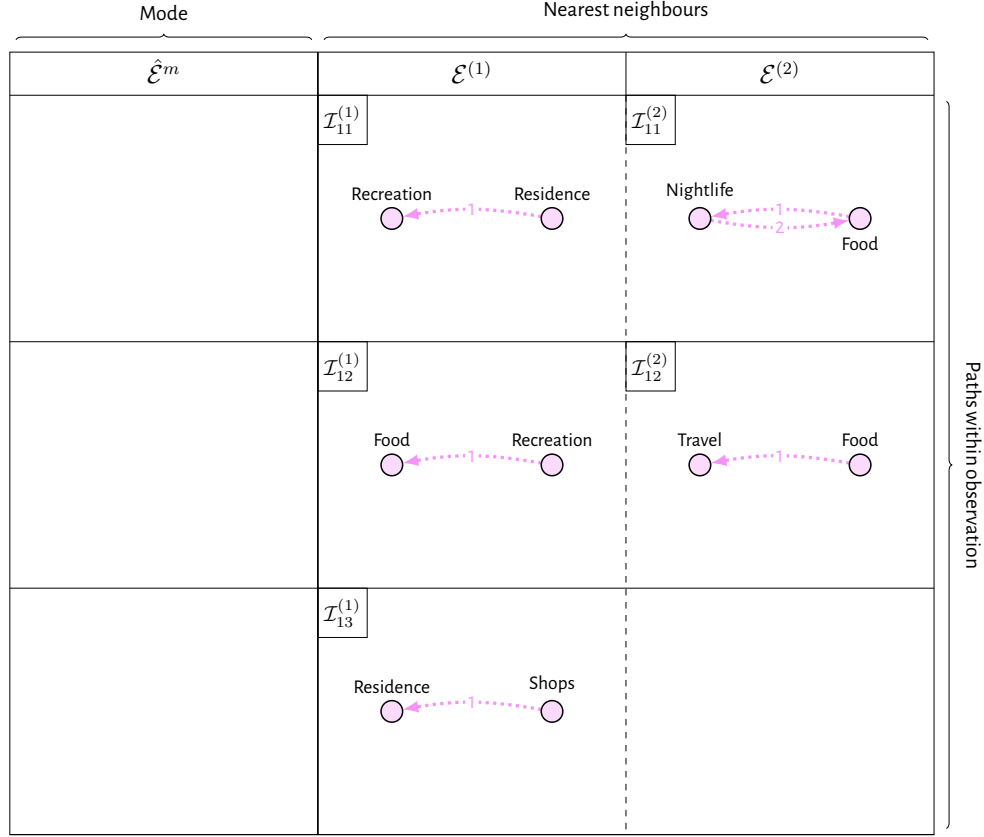 Mode
Nearest neighbours
Ê^m
ℰ^(1)
ℰ^(2)
ℐ_11^(1)
ℐ_11^(2)
Recreation
Residence
1
Nightlife
Food
1
2
ℐ_12^(1)
ℐ_12^(2)
Food
Recreation
1
Travel
Food
1
ℐ_13^(1)
Residence
Shops
1
Paths within observation